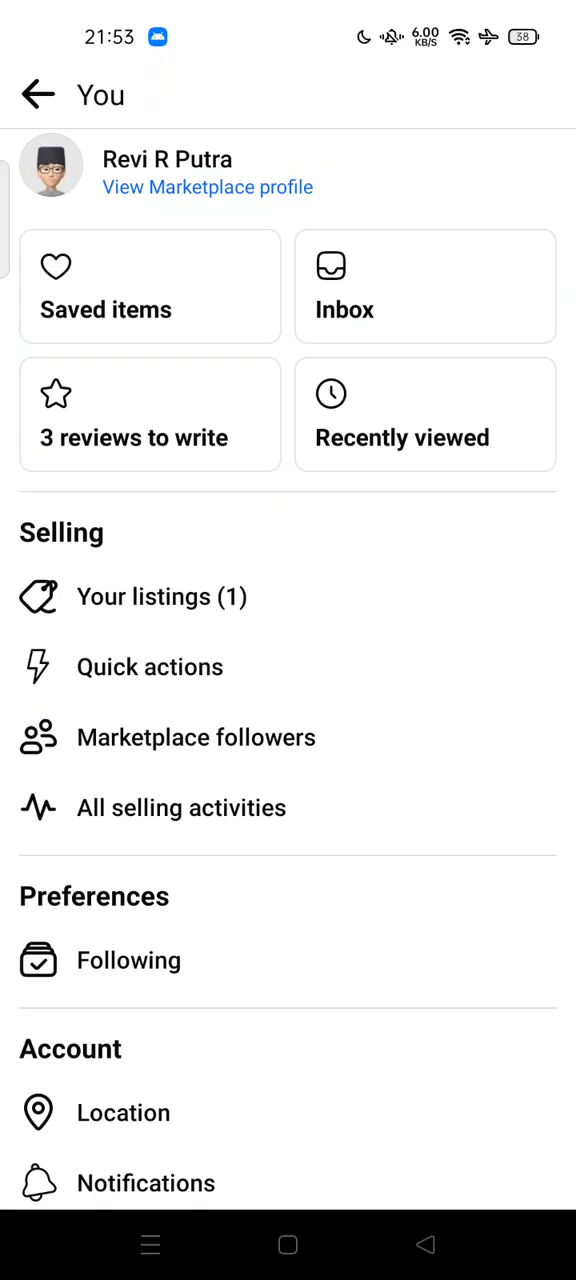 21:53
6.00
KB/S
38
You
Revi R Putra
View Marketplace profile
Saved items
Inbox
3 reviews to write
Recently viewed
Selling
Your listings (1)
Quick actions
Marketplace followers
All selling activities
Preferences
Following
Account
Location
Notifications